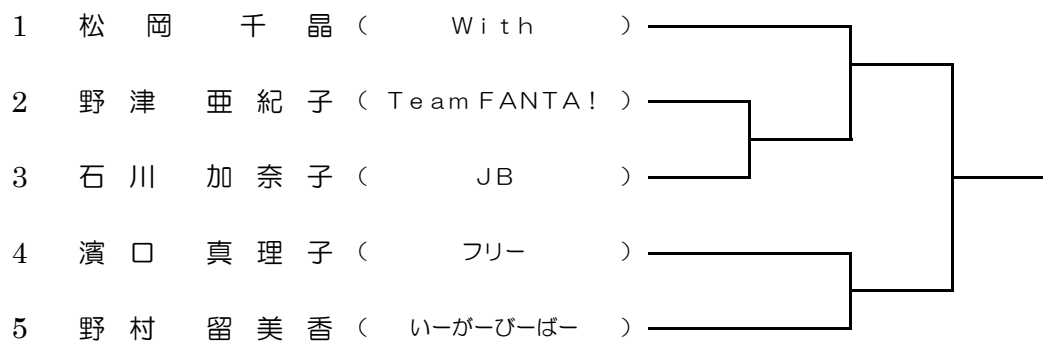 1 松岡 千晶 ( With )
2 野津 亜紀子 ( Team FANTA! )
3 石川 加奈子 ( JB )
4 濱口 真理子 ( フリー )
5 野村 留美香 ( いーがーびーばー )